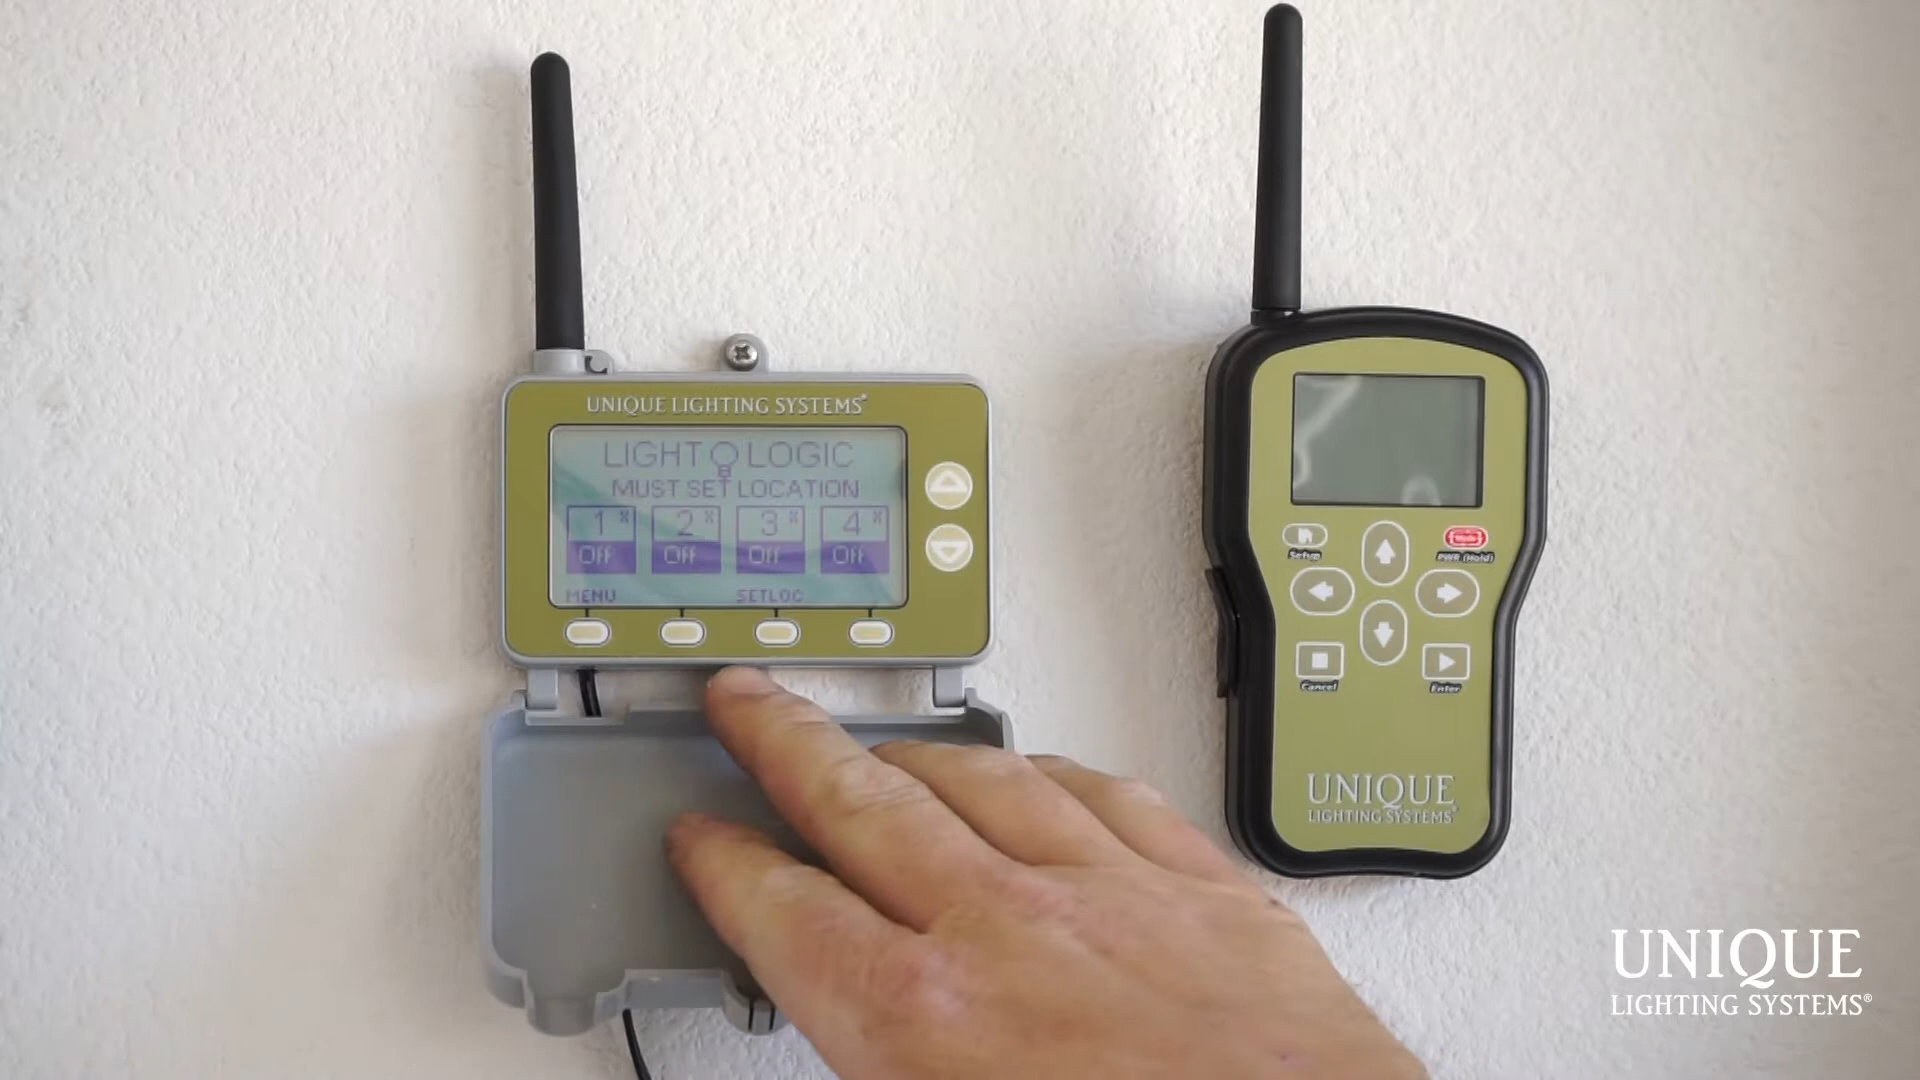 UNIQUE LIGHTING SYSTEMS®
LIGHT LOGIC
MUST SET LOCATION
1 x 2 x 3 x 4 x
Off Off Off Off
MENU SETLOC
Setup
PWR (Hold)
Cancel
Enter
UNIQUE
LIGHTING SYSTEMS®
UNIQUE
LIGHTING SYSTEMS®